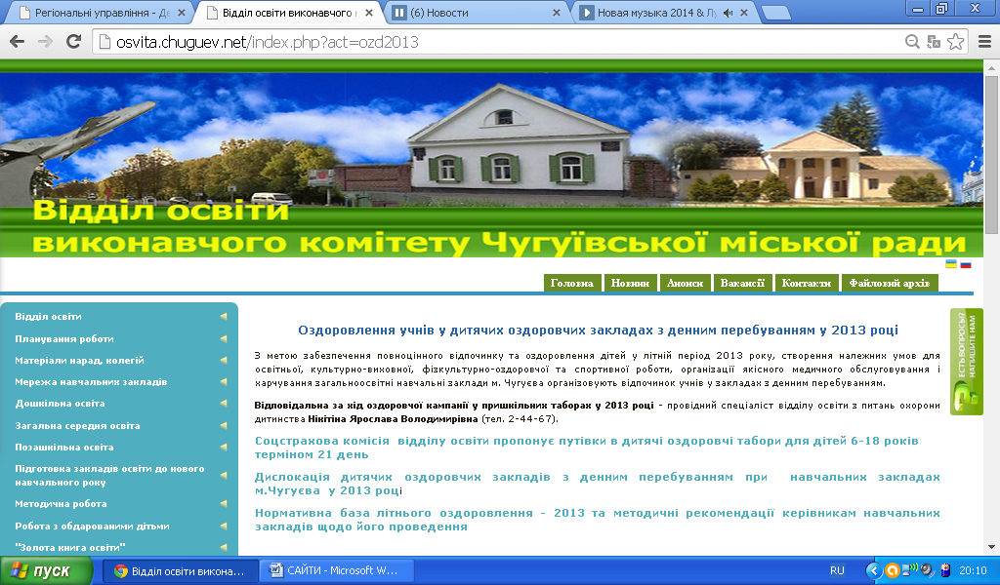 Регіональні управління - Де
Відділ освіти виконавчого к
(6) Новости
Новая музыка 2014 & Лу
osvita.chuguev.net/index.php?act=ozd2013
Відділ освіти
виконавчого комітету Чугуївської міської ради
Головна Новини Анонси Вакансії Контакти Файловий архів
Відділ освіти
Планування роботи
Матеріали нарад, колегій
Мережа навчальних закладів
Дошкільна освіта
Загальна середня освіта
Позашкільна освіта
Підготовка закладів освіти до нового
навчального року
Методична робота
Робота з обдарованими дітьми
"Золота книга освіти"
Оздоровлення учнів у дитячих оздоровчих закладах з денним перебуванням у 2013 році
З метою забезпечення повноцінного відпочинку та оздоровлення дітей у літній період 2013 року, створення належних умов для
освітньої, культурно-виховної, фізкультурно-оздоровчої та спортивної роботи, організації якісного медичного обслуговування і
харчування загальноосвітні навчальні заклади м. Чугуєва організовують відпочинок учнів у закладах з денним перебуванням.
Відповідальна за хід оздоровчої кампанії у пришкільних таборах у 2013 році - провідний спеціаліст відділу освіти з питань охорони
дитинства Нікітіна Ярослава Володимирівна (тел. 2-44-67).
Соцстрахова комісія відділу освіти пропонує путівки в дитячі оздоровчі табори для дітей 6-18 років
терміном 21 день
Дислокація дитячих оздоровчих закладів з денним перебуванням при навчальних закладах
м.Чугуєва у 2013 році
Нормативна база літнього оздоровлення - 2013 та методичні рекомендації керівникам навчальних
закладів щодо його проведення
ЕСТЬ ВОПРОСЫ?
НАПИШИТЕ НАМ
пуск
Відділ освіти викона...
САЙТИ - Microsoft W...
RU
20:10